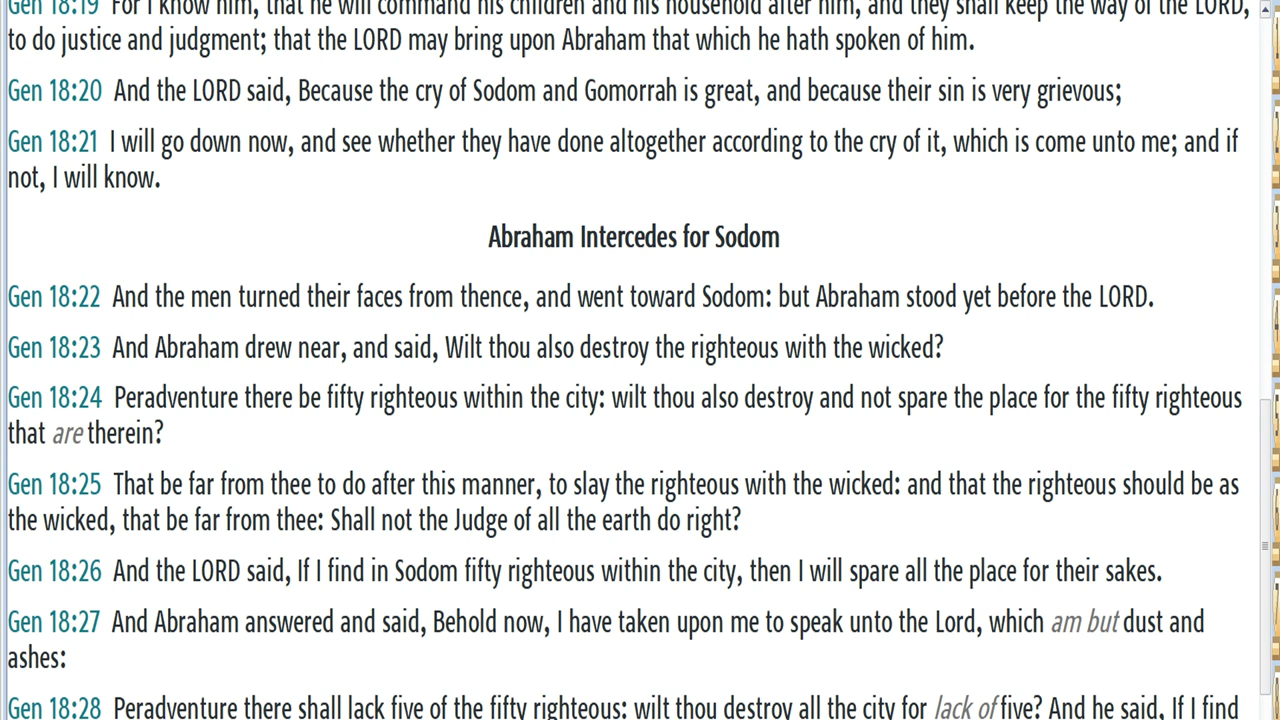 Gen 18:19 For I know him, that he will command his children and his household after him, and they shall keep the way of the LORD,
to do justice and judgment; that the LORD may bring upon Abraham that which he hath spoken of him.
Gen 18:20 And the LORD said, Because the cry of Sodom and Gomorrah is great, and because their sin is very grievous;
Gen 18:21 I will go down now, and see whether they have done altogether according to the cry of it, which is come unto me; and if
not, I will know.
Abraham Intercedes for Sodom
Gen 18:22 And the men turned their faces from thence, and went toward Sodom: but Abraham stood yet before the LORD.
Gen 18:23 And Abraham drew near, and said, Wilt thou also destroy the righteous with the wicked?
Gen 18:24 Peradventure there be fifty righteous within the city: wilt thou also destroy and not spare the place for the fifty righteous
that are therein?
Gen 18:25 That be far from thee to do after this manner, to slay the righteous with the wicked: and that the righteous should be as
the wicked, that be far from thee: Shall not the Judge of all the earth do right?
Gen 18:26 And the LORD said, If I find in Sodom fifty righteous within the city, then I will spare all the place for their sakes.
Gen 18:27 And Abraham answered and said, Behold now, I have taken upon me to speak unto the Lord, which am but dust and
ashes:
Gen 18:28 Peradventure there shall lack five of the fifty righteous: wilt thou destroy all the city for lack of five? And he said, If I find